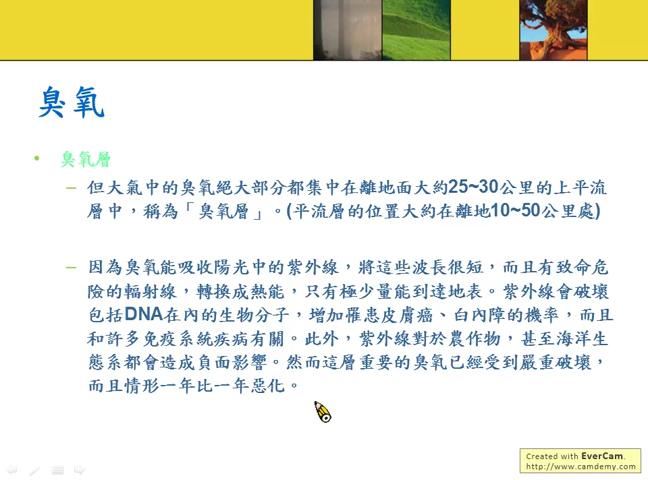 臭氧
• 臭氧層
– 但大氣中的臭氧絕大部分都集中在離地面大約25~30公里的上平流
層中，稱為「臭氧層」。(平流層的位置大約在離地10~50公里處)
– 因為臭氧能吸收陽光中的紫外線，將這些波長很短，而且有致命危
險的輻射線，轉換成熱能，只有極少量能到達地表。紫外線會破壞
包括DNA在內的生物分子，增加罹患皮膚癌、白內障的機率，而且
和許多免疫系統疾病有關。此外，紫外線對於農作物，甚至海洋生
態系都會造成負面影響。然而這層重要的臭氧已經受到嚴重破壞，
而且情形一年比一年惡化。
Created with EverCam.
http://www.camdemy.com